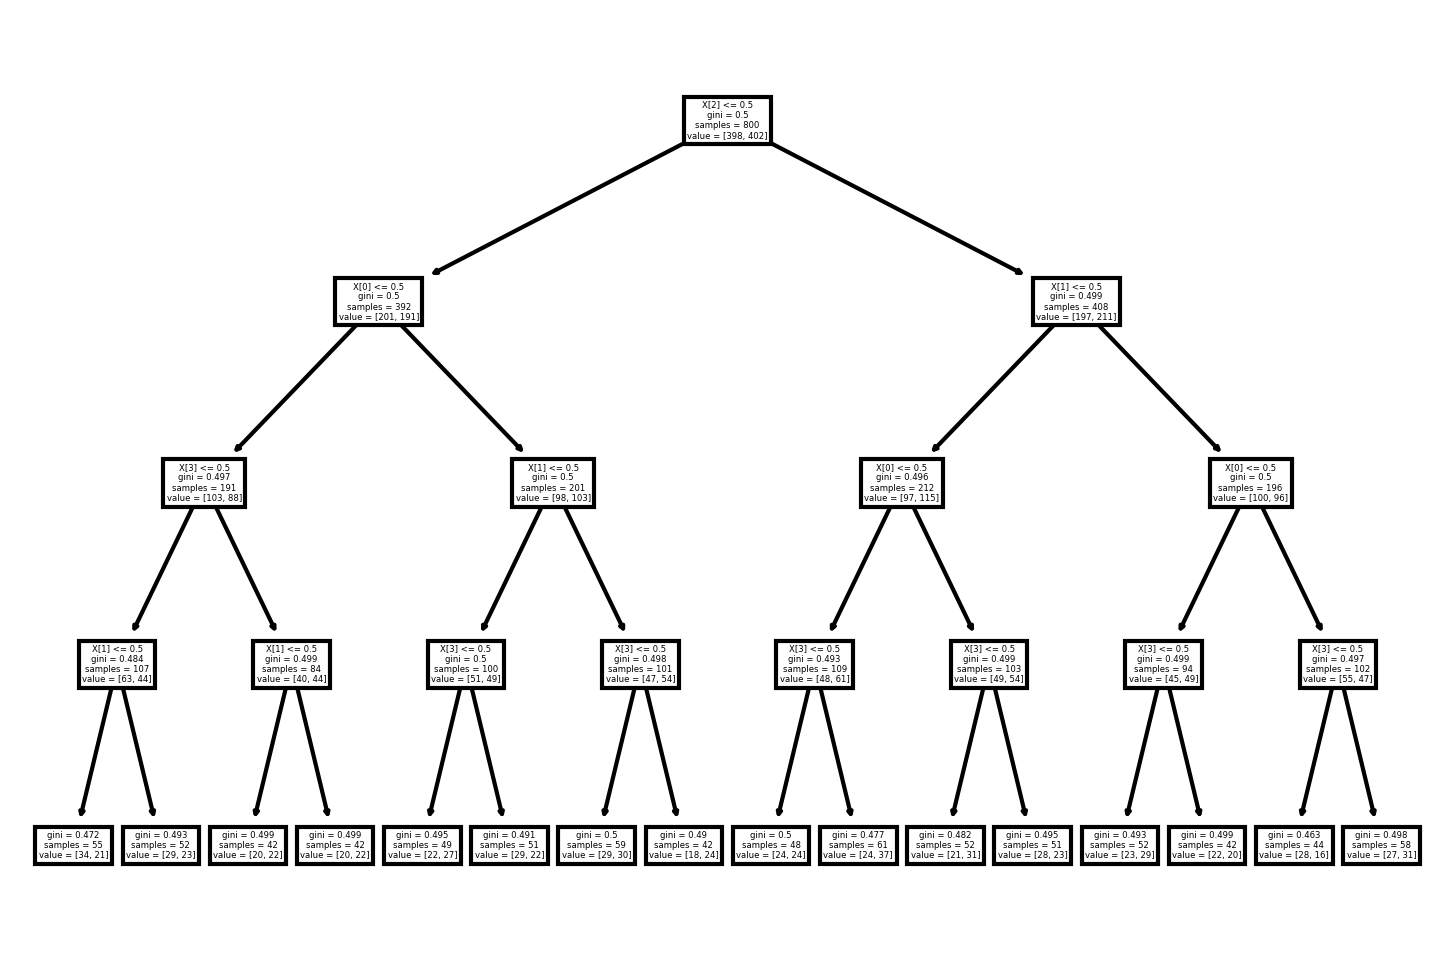 X[2] <= 0.5
gini = 0.5
samples = 800
value = [398, 402]
X[0] <= 0.5
gini = 0.5
samples = 392
value = [201, 191]
X[1] <= 0.5
gini = 0.499
samples = 408
value = [197, 211]
X[3] <= 0.5
gini = 0.497
samples = 191
value = [103, 88]
X[1] <= 0.5
gini = 0.5
samples = 201
value = [98, 103]
X[0] <= 0.5
gini = 0.496
samples = 212
value = [97, 115]
X[0] <= 0.5
gini = 0.5
samples = 196
value = [100, 96]
X[1] <= 0.5
gini = 0.484
samples = 107
value = [63, 44]
X[1] <= 0.5
gini = 0.499
samples = 84
value = [40, 44]
X[3] <= 0.5
gini = 0.5
samples = 100
value = [51, 49]
X[3] <= 0.5
gini = 0.498
samples = 101
value = [47, 54]
X[3] <= 0.5
gini = 0.493
samples = 109
value = [48, 61]
X[3] <= 0.5
gini = 0.499
samples = 103
value = [49, 54]
X[3] <= 0.5
gini = 0.499
samples = 94
value = [45, 49]
X[3] <= 0.5
gini = 0.497
samples = 102
value = [55, 47]
gini = 0.472
samples = 55
value = [34, 21]
gini = 0.493
samples = 52
value = [29, 23]
gini = 0.499
samples = 42
value = [20, 22]
gini = 0.499
samples = 42
value = [20, 22]
gini = 0.495
samples = 49
value = [22, 27]
gini = 0.491
samples = 51
value = [29, 22]
gini = 0.5
samples = 59
value = [29, 30]
gini = 0.49
samples = 42
value = [18, 24]
gini = 0.5
samples = 48
value = [24, 24]
gini = 0.477
samples = 61
value = [24, 37]
gini = 0.482
samples = 52
value = [21, 31]
gini = 0.495
samples = 51
value = [28, 23]
gini = 0.493
samples = 52
value = [23, 29]
gini = 0.499
samples = 42
value = [22, 20]
gini = 0.463
samples = 44
value = [28, 16]
gini = 0.498
samples = 58
value = [27, 31]